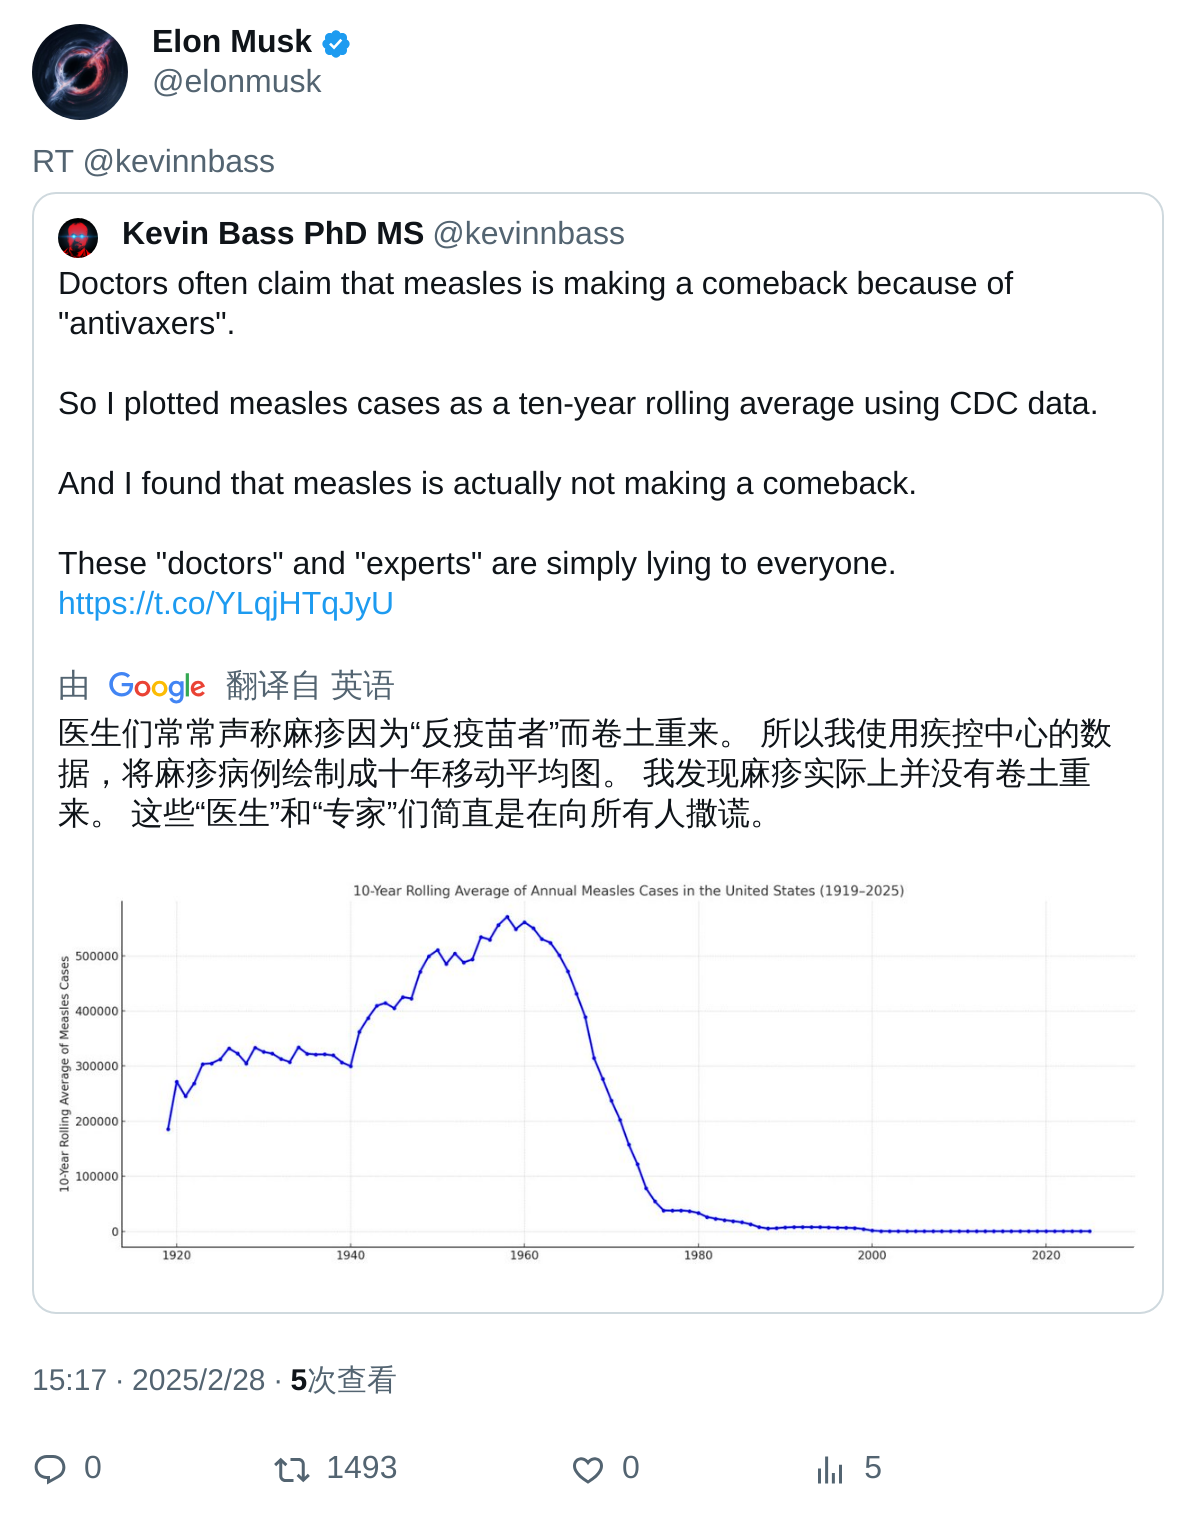 Elon Musk
@elonmusk
RT @kevinnbass
Kevin Bass PhD MS @kevinnbass
Doctors often claim that measles is making a comeback because of
"antivaxers".
So I plotted measles cases as a ten-year rolling average using CDC data.
And I found that measles is actually not making a comeback.
These "doctors" and "experts" are simply lying to everyone.
https://t.co/YLqjHTqJyU
由 Google 翻译自 英语
医生们常常声称麻疹因为“反疫苗者”而卷土重来。 所以我使用疾控中心的数
据，将麻疹病例绘制成十年移动平均图。 我发现麻疹实际上并没有卷土重
来。 这些“医生”和“专家”们简直是在向所有人撒谎。
10-Year Rolling Average of Annual Measles Cases in the United States (1919–2025)
10-Year Rolling Average of Measles Cases
500000
400000
300000
200000
100000
0
1920 1940 1960 1980 2000 2020
15:17 · 2025/2/28 · 5次查看
0 1493 0 5